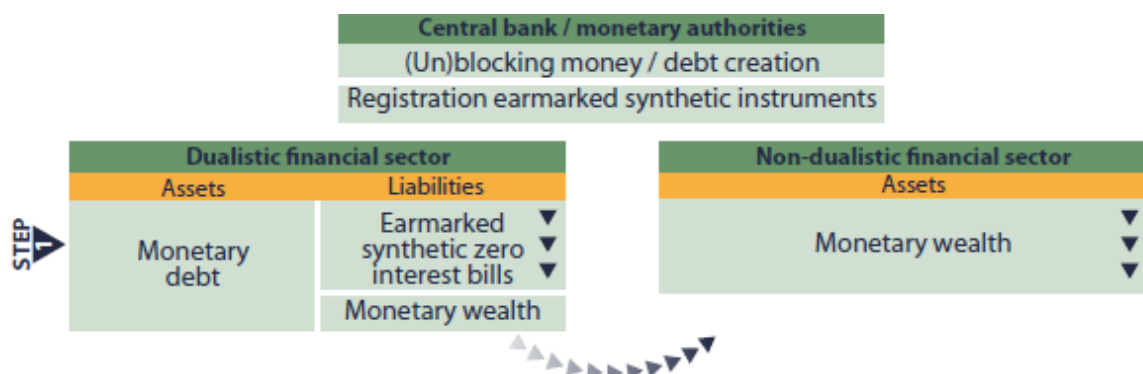 Central bank / monetary authorities
(Un)blocking money / debt creation
Registration earmarked synthetic instruments
Dualistic financial sector
Assets
Liabilities
STEP
1
Monetary
debt
Earmarked
synthetic zero
interest bills
Monetary wealth
Non-dualistic financial sector
Assets
Monetary wealth